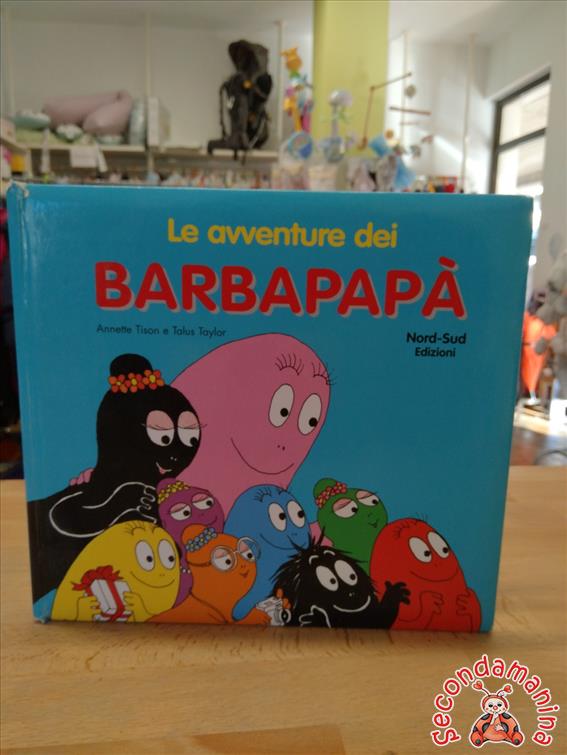 Le avventure dei
BARBAPAPÀ
Annette Tison e Talus Taylor
Nord-Sud
Edizioni
Secondamanina